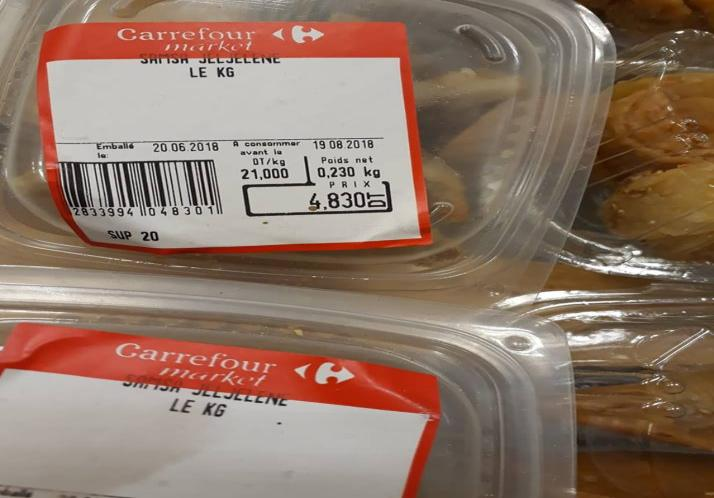 Carrefour
market
SAMSA JELJELENE
LE KG
Emballé le: 20.06.2018
A consommer avant le 19.08.2018
DT/kg Poids net
21,000 0,230 kg
PRIX
4,830 DT
2833994 048301
SUP 20
Carrefour
market
SAMSA JELJELENE
LE KG